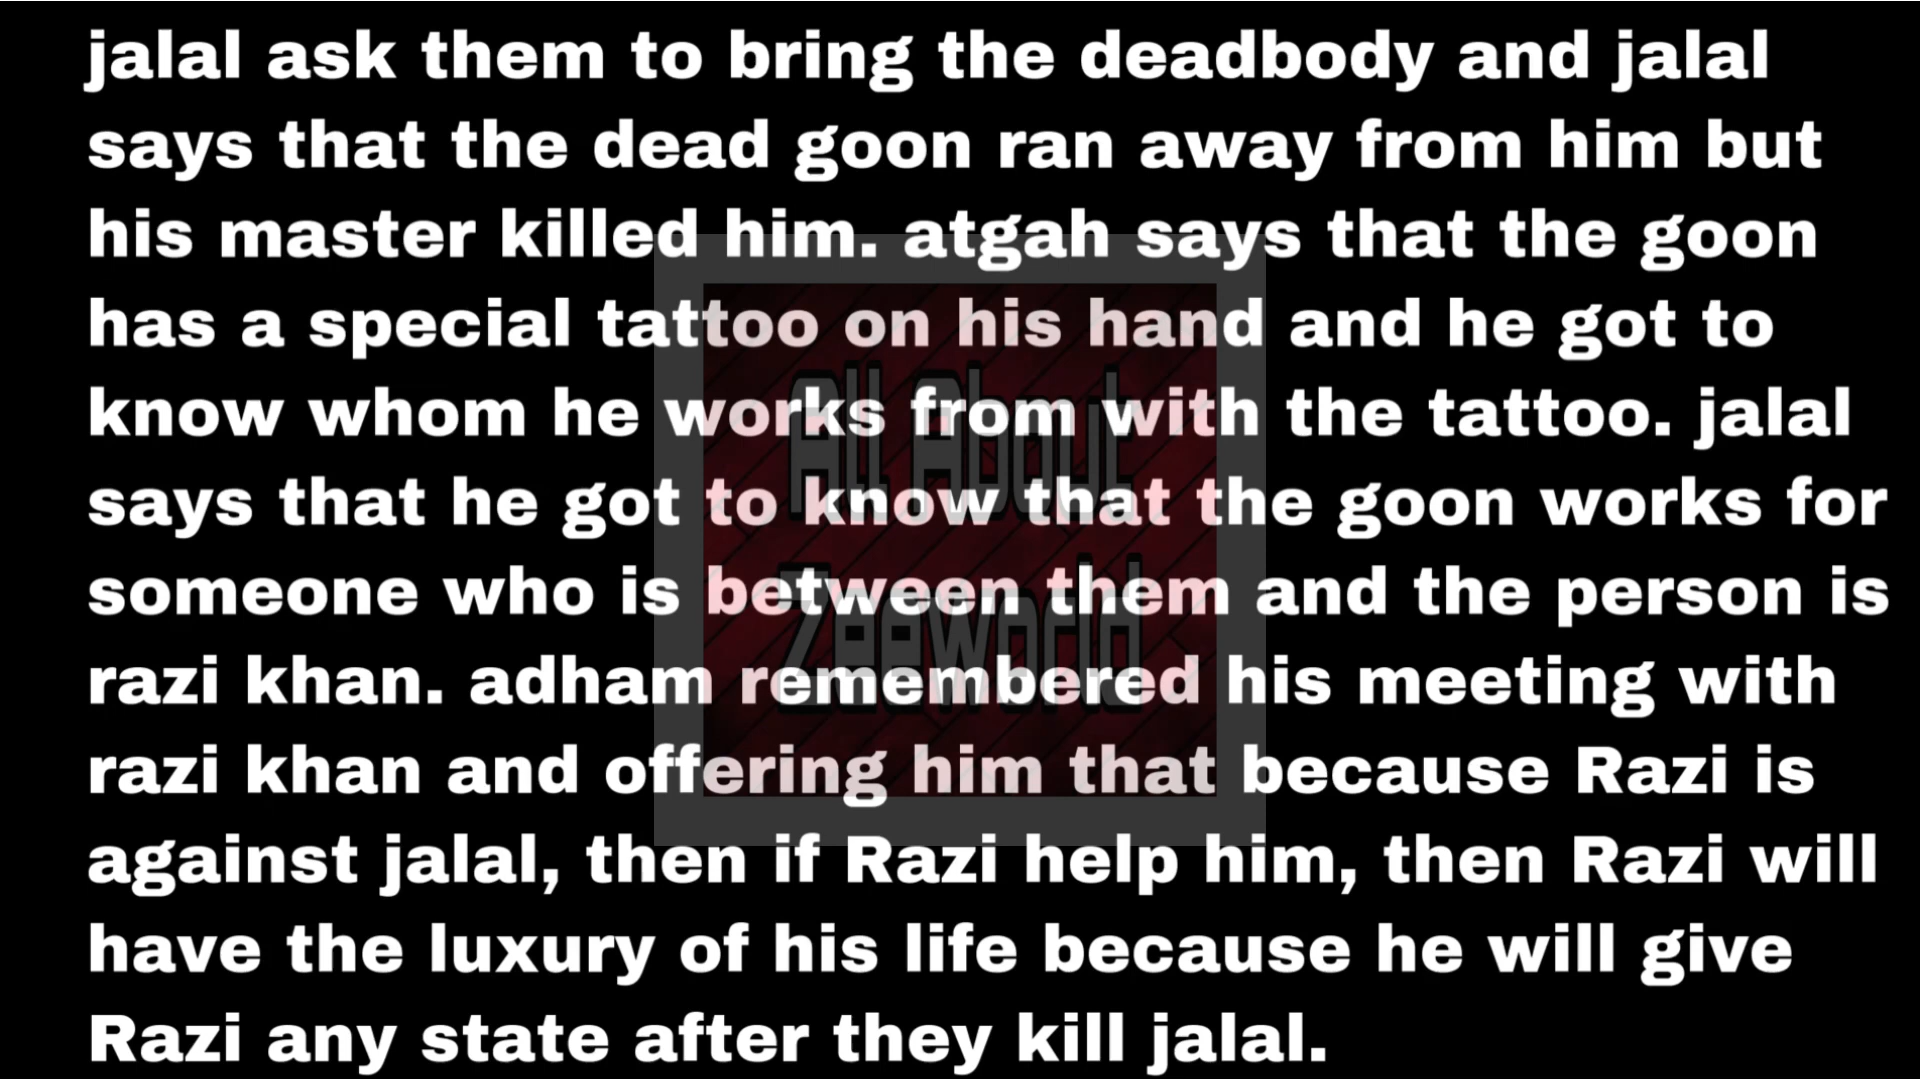 jalal ask them to bring the deadbody and jalal
says that the dead goon ran away from him but
his master killed him. atgah says that the goon
has a special tattoo on his hand and he got to
know whom he works from with the tattoo. jalal
says that he got to know that the goon works for
someone who is between them and the person is
razi khan. adham remembered his meeting with
razi khan and offering him that because Razi is
against jalal, then if Razi help him, then Razi will
have the luxury of his life because he will give
Razi any state after they kill jalal.
All About
Zeeworld